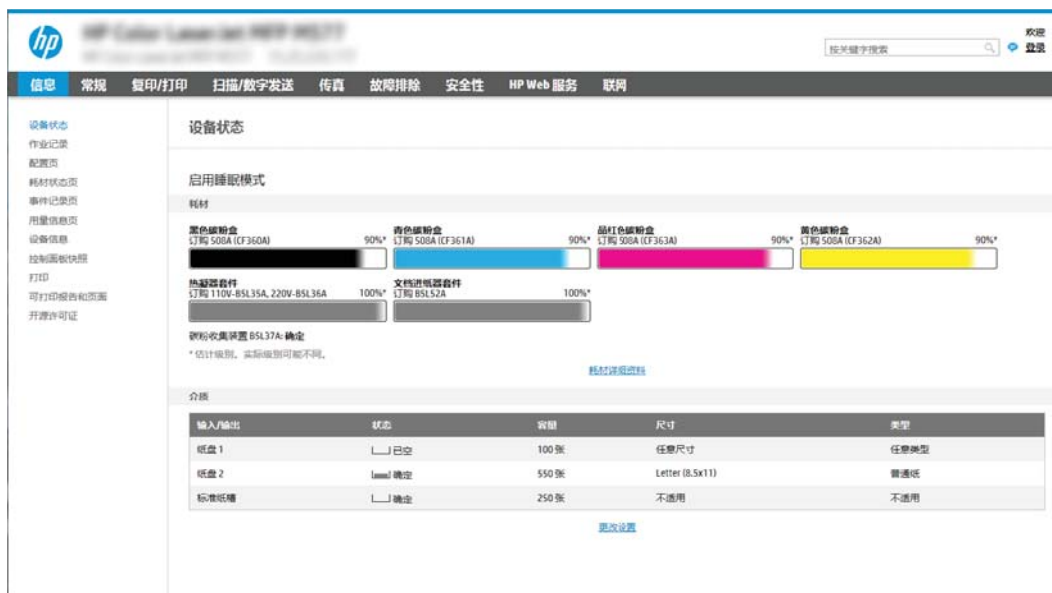 hp
欢迎
按关键字搜索
登录
信息 常规 复印/打印 扫描/数字发送 传真 故障排除 安全性 HP Web 服务 联网
设备状态
作业记录
配置页
耗材状态页
事件记录页
用量信息页
设备信息
控制面板快照
打印
可打印报告和页面
开源许可证
设备状态
启用睡眠模式
耗材
黑色碳粉盒
订购 508A (CF360A) 90%*
青色碳粉盒
订购 508A (CF361A) 90%*
品红色碳粉盒
订购 508A (CF363A) 90%*
黄色碳粉盒
订购 508A (CF362A) 90%*
热凝器套件
订购 110V-B5L35A, 220V-B5L36A 100%*
文档进纸器套件
订购 B5L52A 100%*
碳粉收集装置 B5L37A: 确定
* 估计级别。实际级别可能不同。
耗材详细资料
介质
输入/输出 状态 容量 尺寸 类型
纸盘 1 已空 100 张 任意尺寸 任意类型
纸盘 2 确定 550 张 Letter (8.5x11) 普通纸
标准纸槽 确定 250 张 不适用 不适用
更改设置